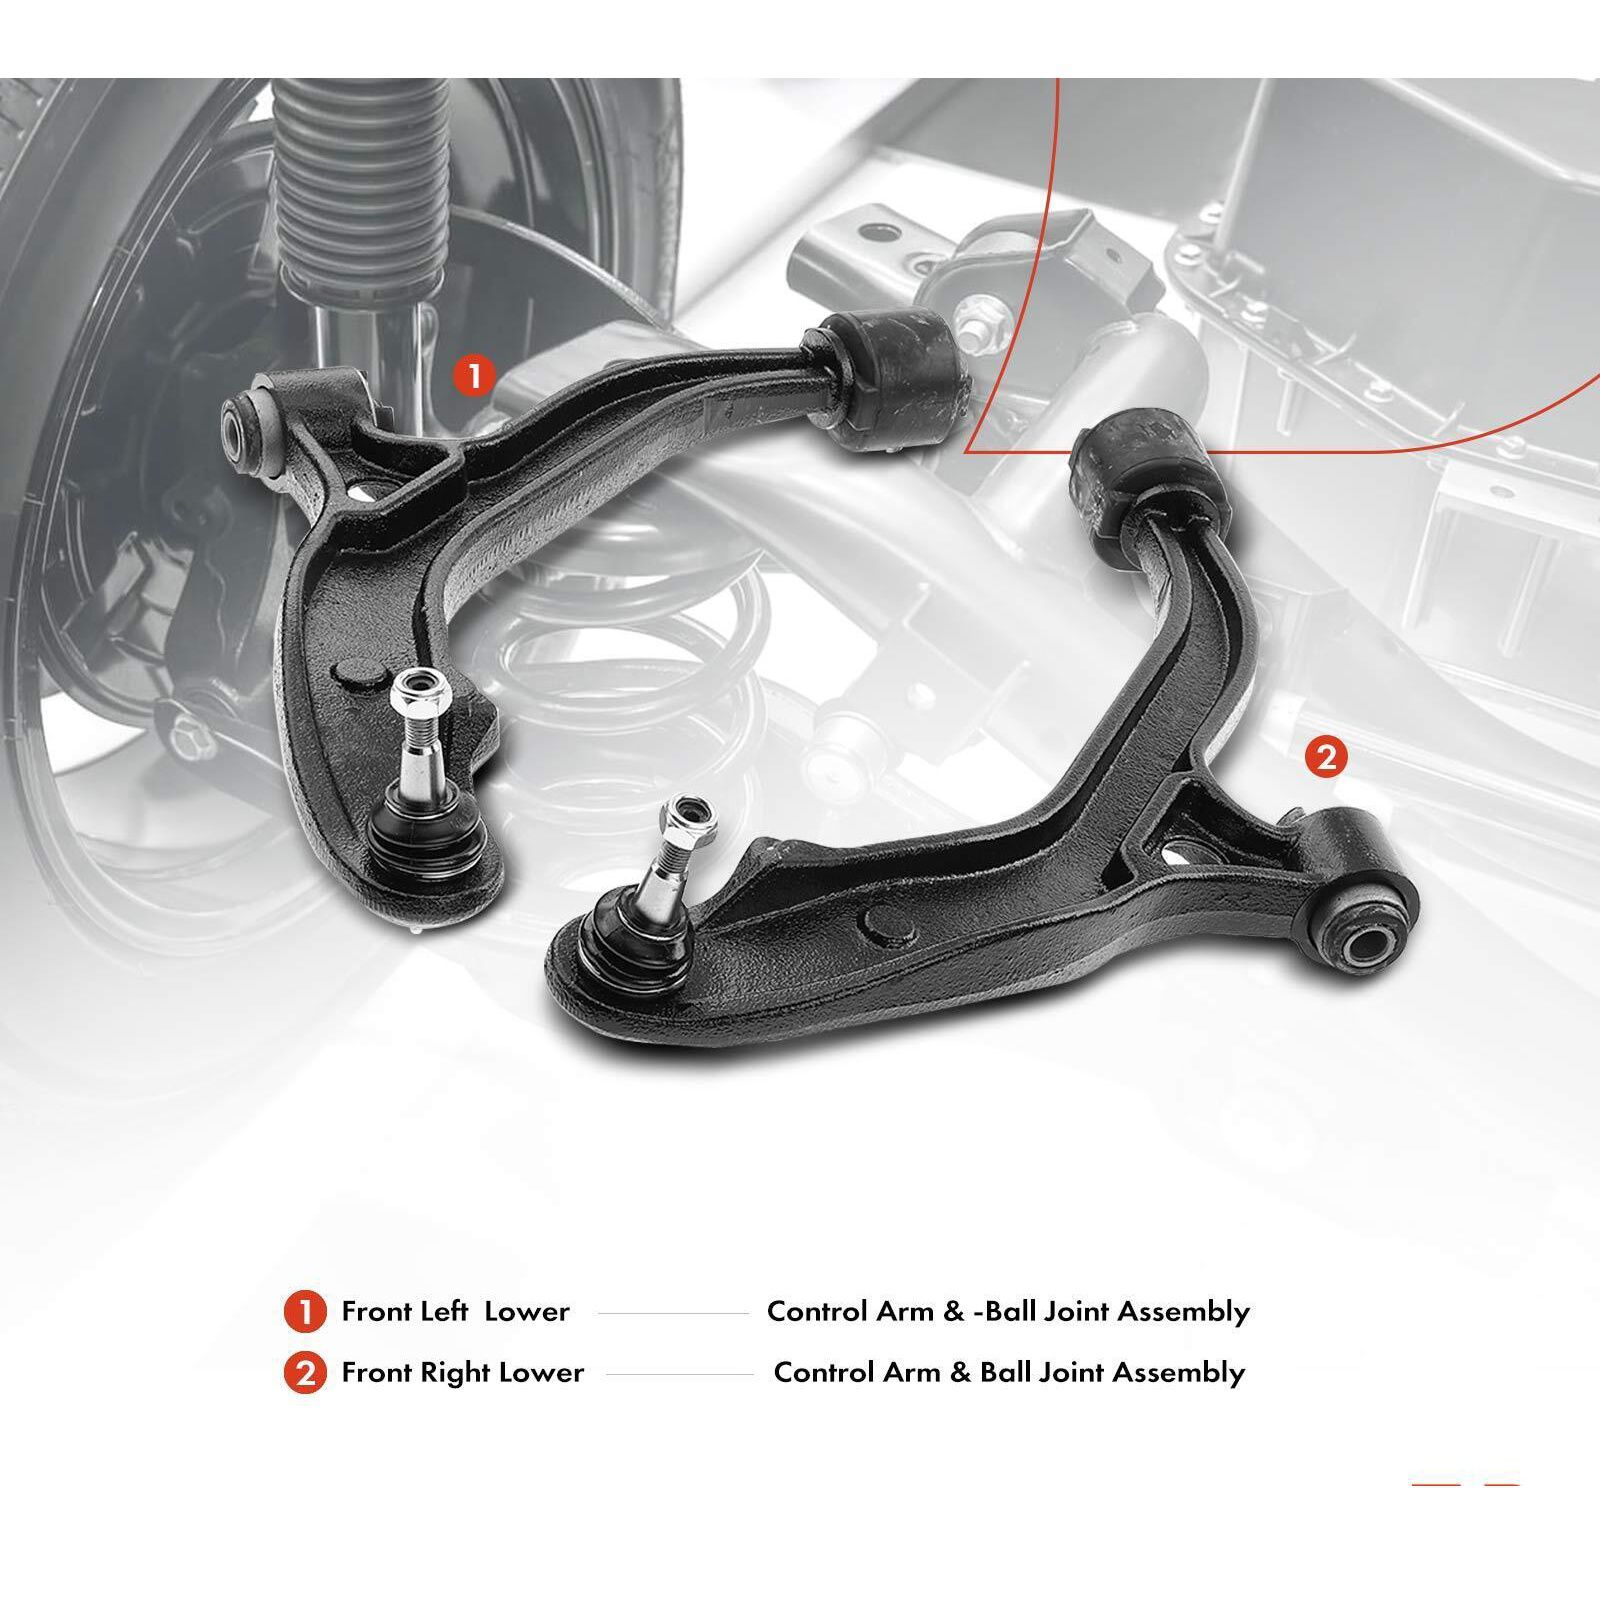 1
2
1 Front Left Lower Control Arm & -Ball Joint Assembly
2 Front Right Lower Control Arm & Ball Joint Assembly